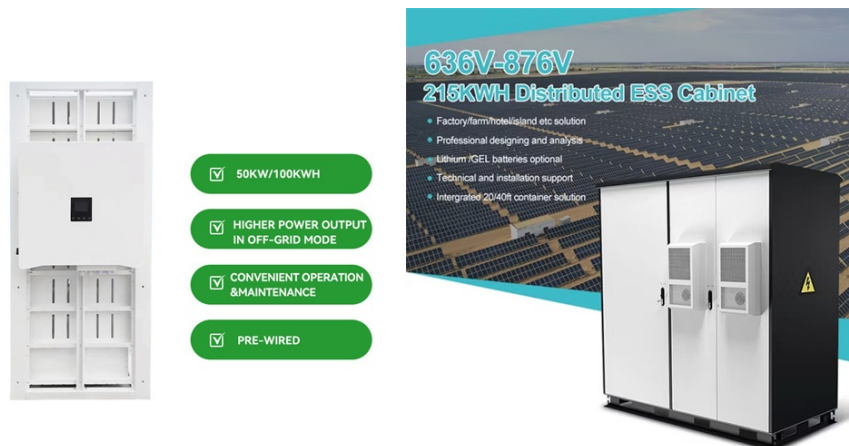 50KW/100KWH
HIGHER POWER OUTPUT
IN OFF-GRID MODE
CONVENIENT OPERATION
&MAINTENANCE
PRE-WIRED
636V-876V
215KWH Distributed ESS Cabinet
Factory/farm/hotel/island etc solution
Professional designing and analysis
Lithium /GEL batteries optional
Technical and installation support
Intergrated 20/40ft container solution